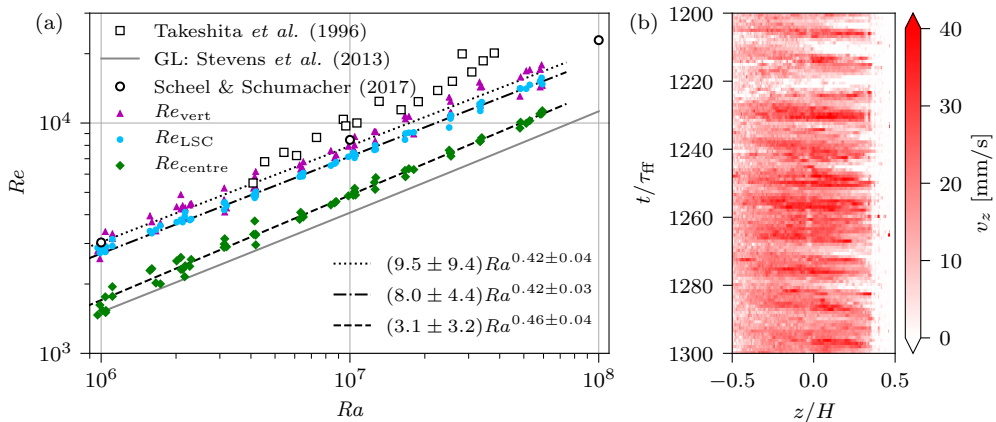 (a)
Takeshita et al. (1996)
GL: Stevens et al. (2013)
Scheel & Schumacher (2017)
Re_vert
Re_LSC
Re_centre
(9.5 ± 9.4)Ra^0.42±0.04
(8.0 ± 4.4)Ra^0.42±0.03
(3.1 ± 3.2)Ra^0.46±0.04
10^4
10^3
Re
10^6
10^7
10^8
Ra
(b)
1200
1220
1240
1260
1280
1300
t/τ_ff
−0.5
0.0
0.5
z/H
40
30
20
10
0
v_z [mm/s]